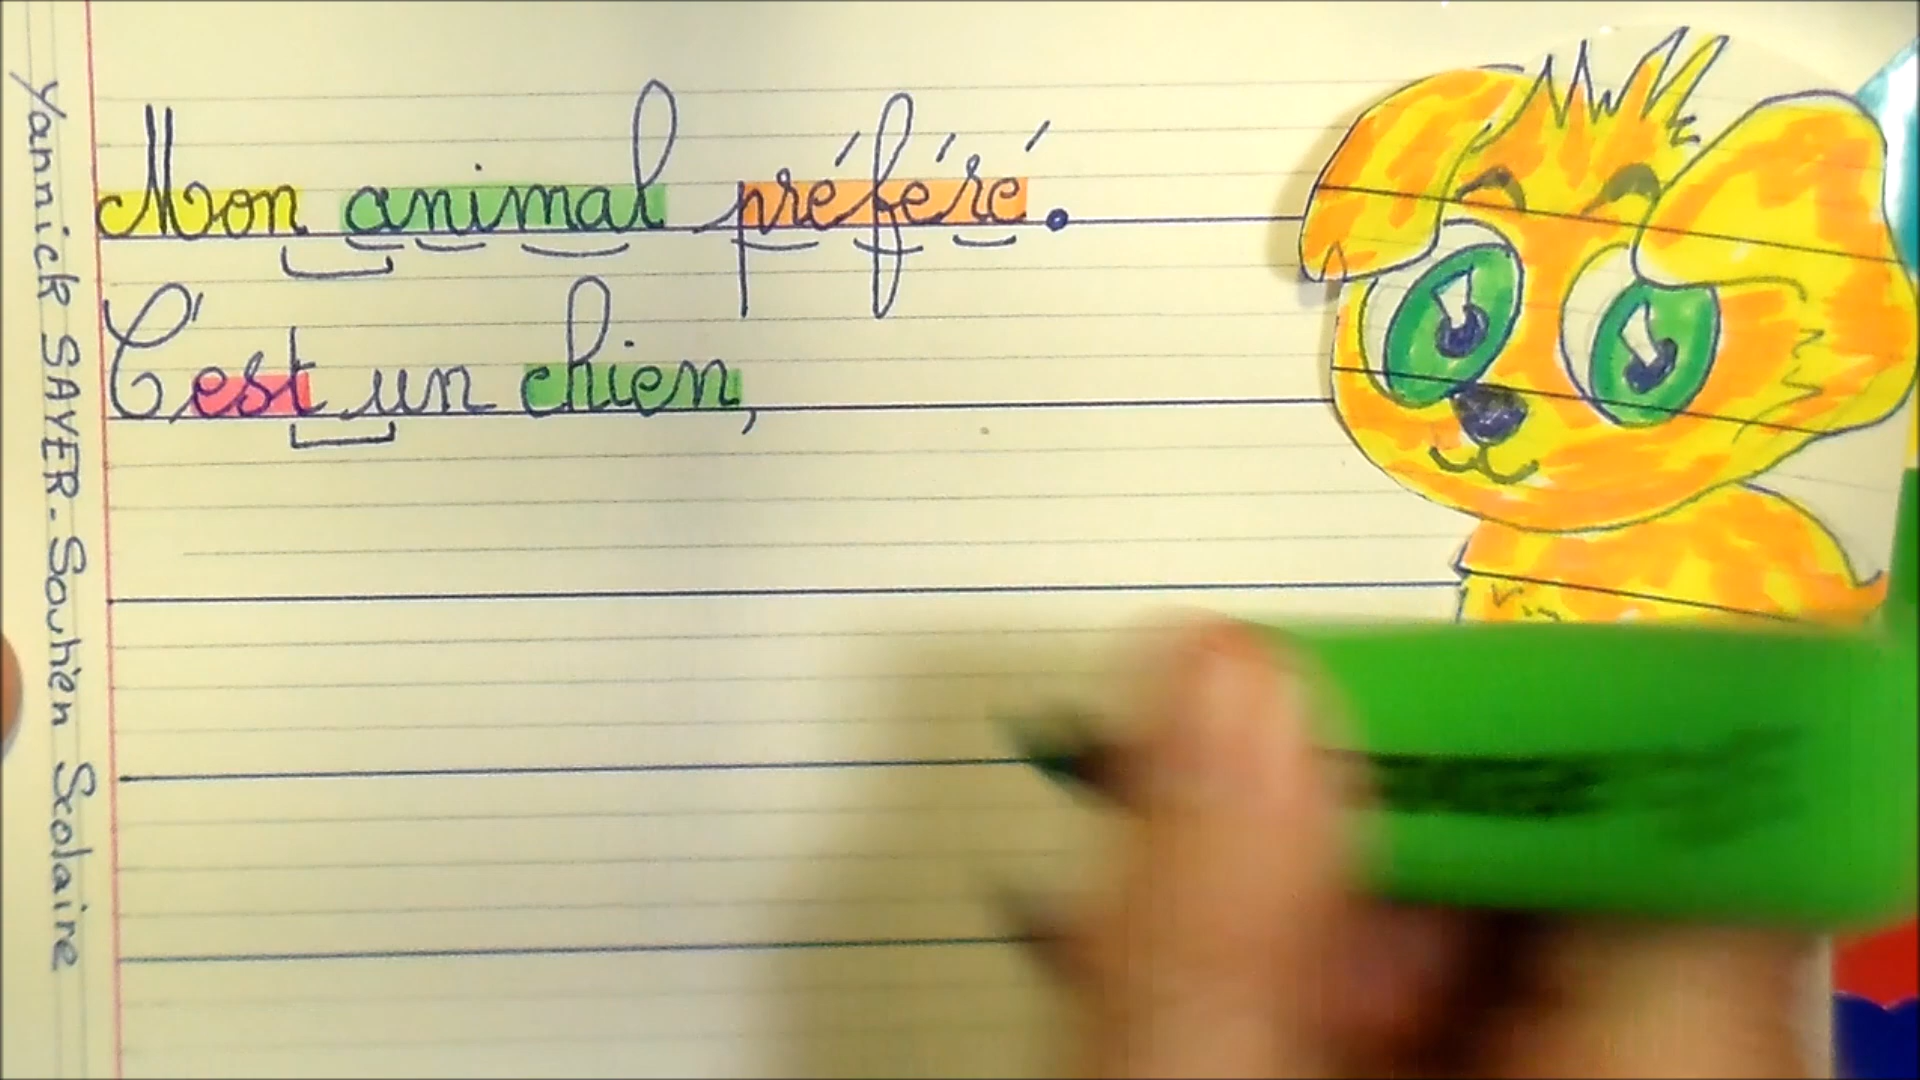 Mon animal préféré.
C'est un chien,
Yannick SAYER - Soutien Scolaire